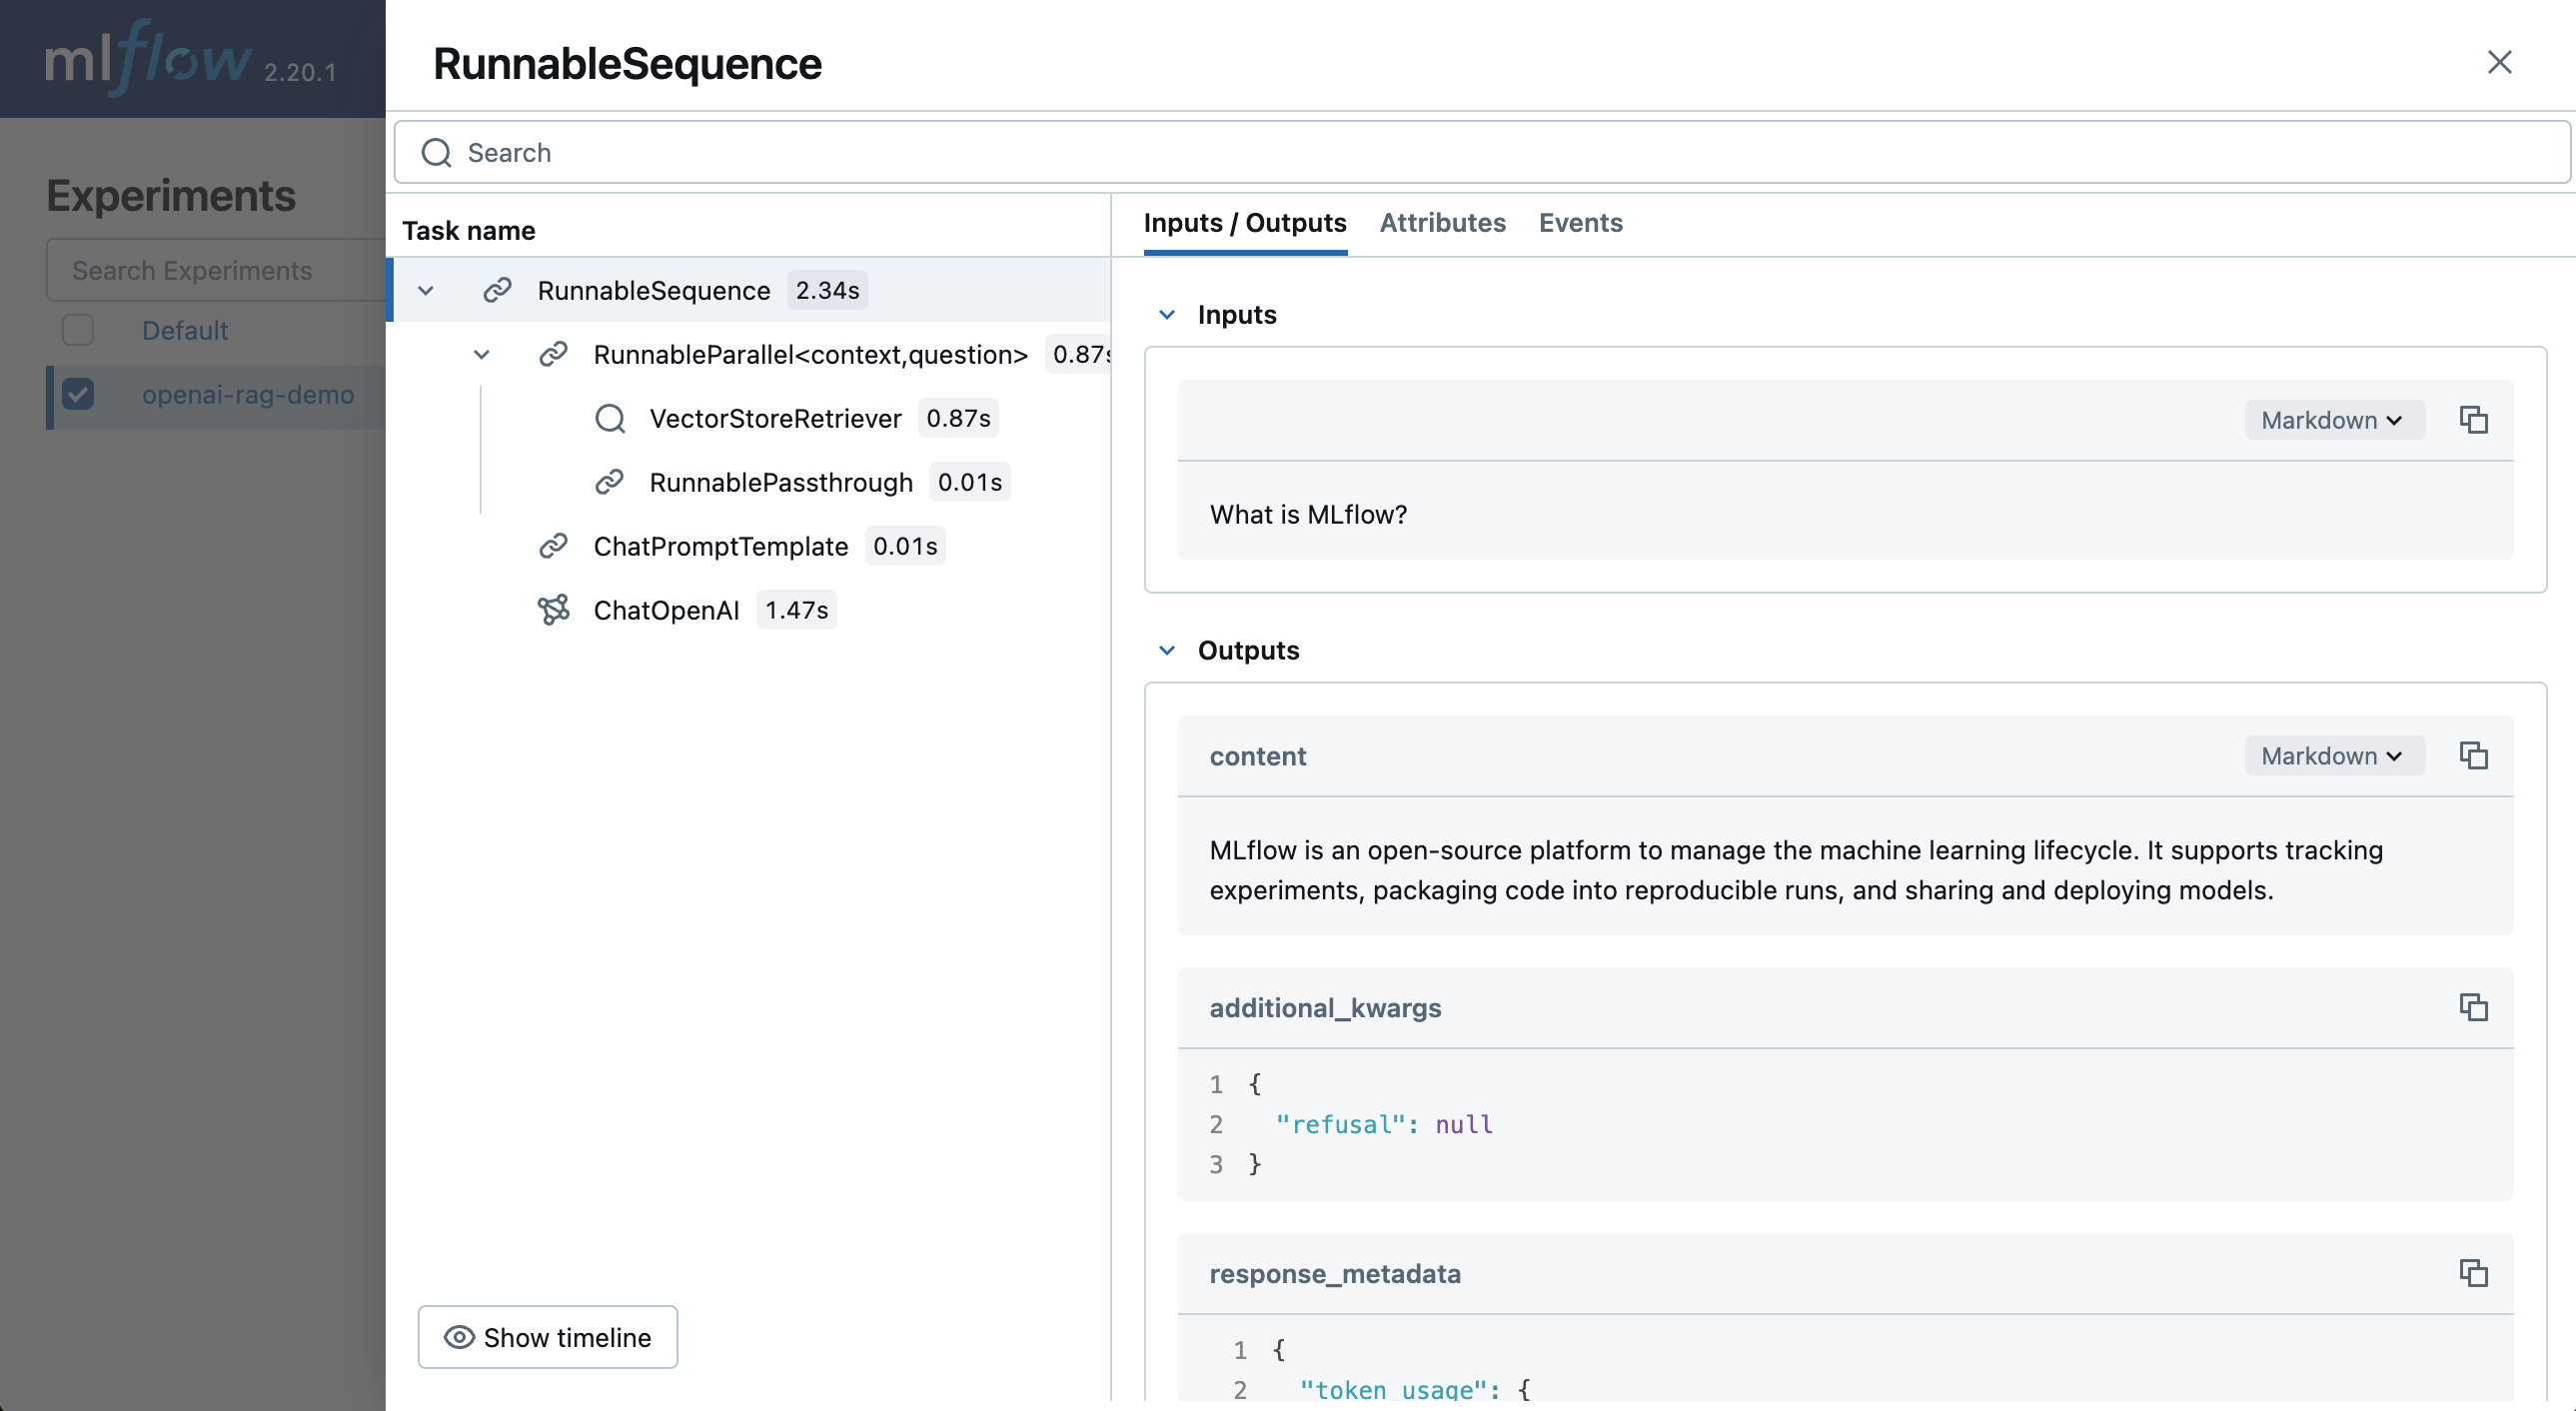 mlflow 2.20.1
Experiments
Search Experiments
Default
openai-rag-demo
RunnableSequence
Search
Task name
RunnableSequence 2.34s
RunnableParallel<context,question> 0.87s
VectorStoreRetriever 0.87s
RunnablePassthrough 0.01s
ChatPromptTemplate 0.01s
ChatOpenAI 1.47s
Show timeline
Inputs / Outputs Attributes Events
Inputs
Markdown
What is MLflow?
Outputs
content Markdown
MLflow is an open-source platform to manage the machine learning lifecycle. It supports tracking
experiments, packaging code into reproducible runs, and sharing and deploying models.
additional_kwargs
1 {
2 "refusal": null
3 }
response_metadata
1 {
2 "token_usage": {